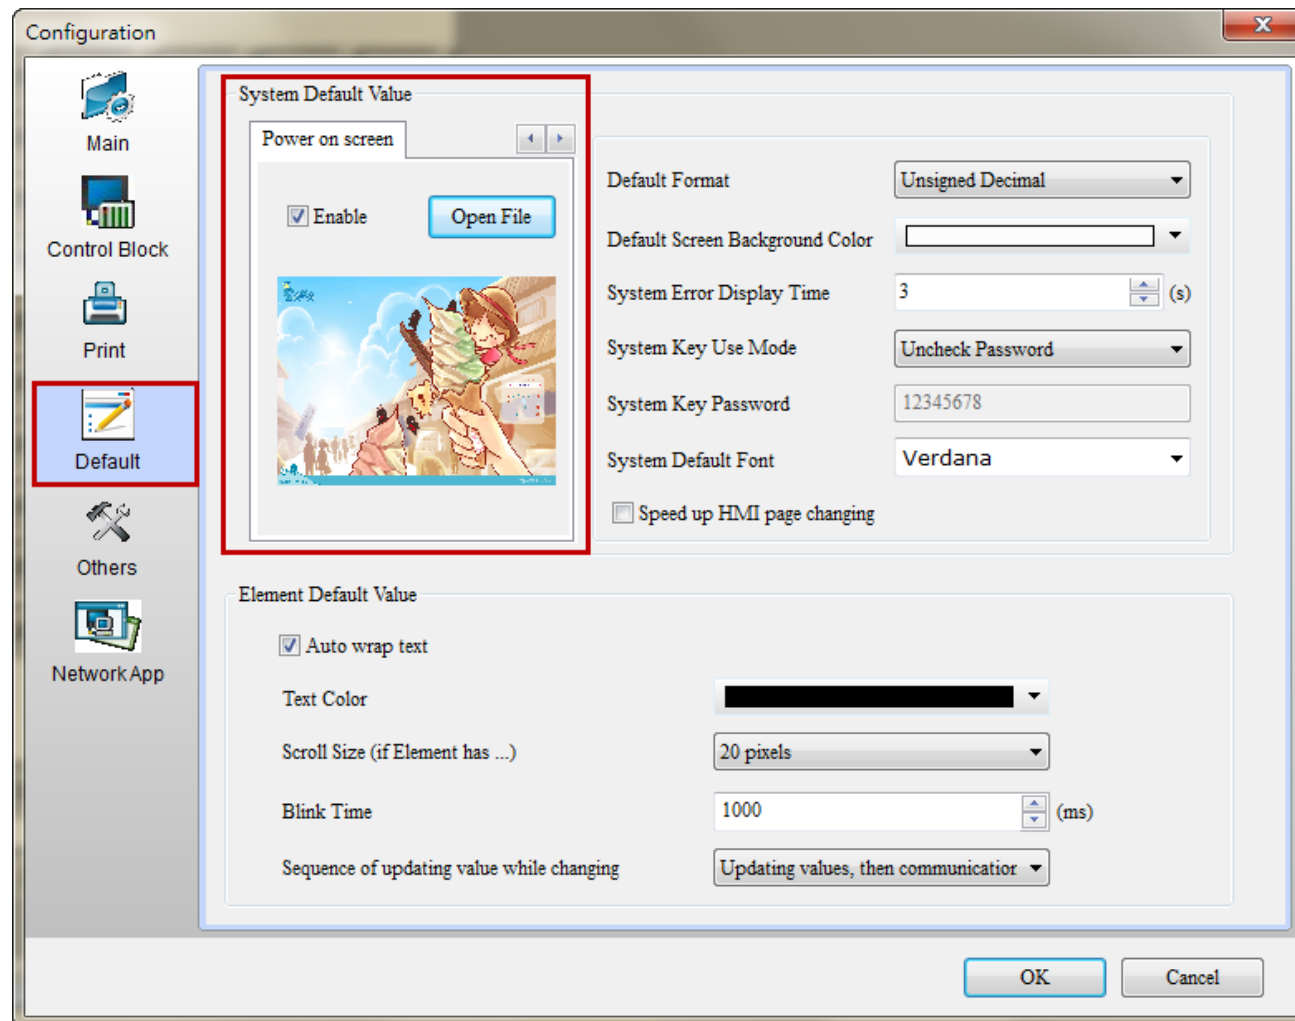 Configuration
Main
Control Block
Print
Default
Others
Network App
System Default Value
Power on screen
Enable
Open File
Default Format
Unsigned Decimal
Default Screen Background Color
System Error Display Time
3
(s)
System Key Use Mode
Uncheck Password
System Key Password
12345678
System Default Font
Verdana
Speed up HMI page changing
Element Default Value
Auto wrap text
Text Color
Scroll Size (if Element has ...)
20 pixels
Blink Time
1000
(ms)
Sequence of updating value while changing
Updating values, then communication
OK
Cancel